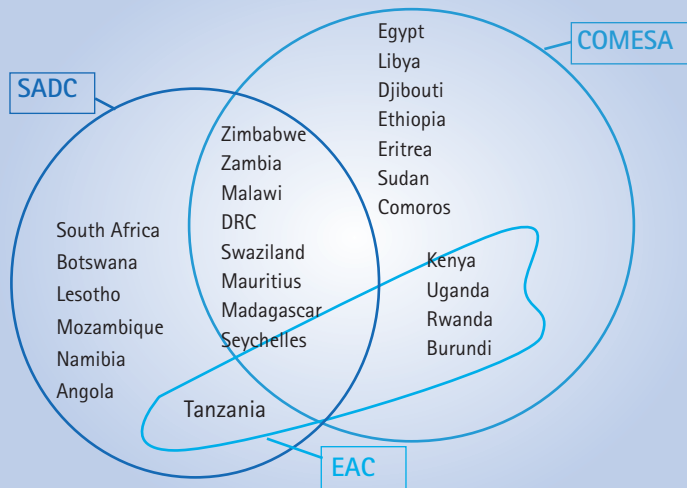 SADC
COMESA
Egypt
Libya
Djibouti
Ethiopia
Eritrea
Sudan
Comoros
Zimbabwe
Zambia
Malawi
DRC
Swaziland
Mauritius
Madagascar
Seychelles
South Africa
Botswana
Lesotho
Mozambique
Namibia
Angola
Kenya
Uganda
Rwanda
Burundi
Tanzania
EAC